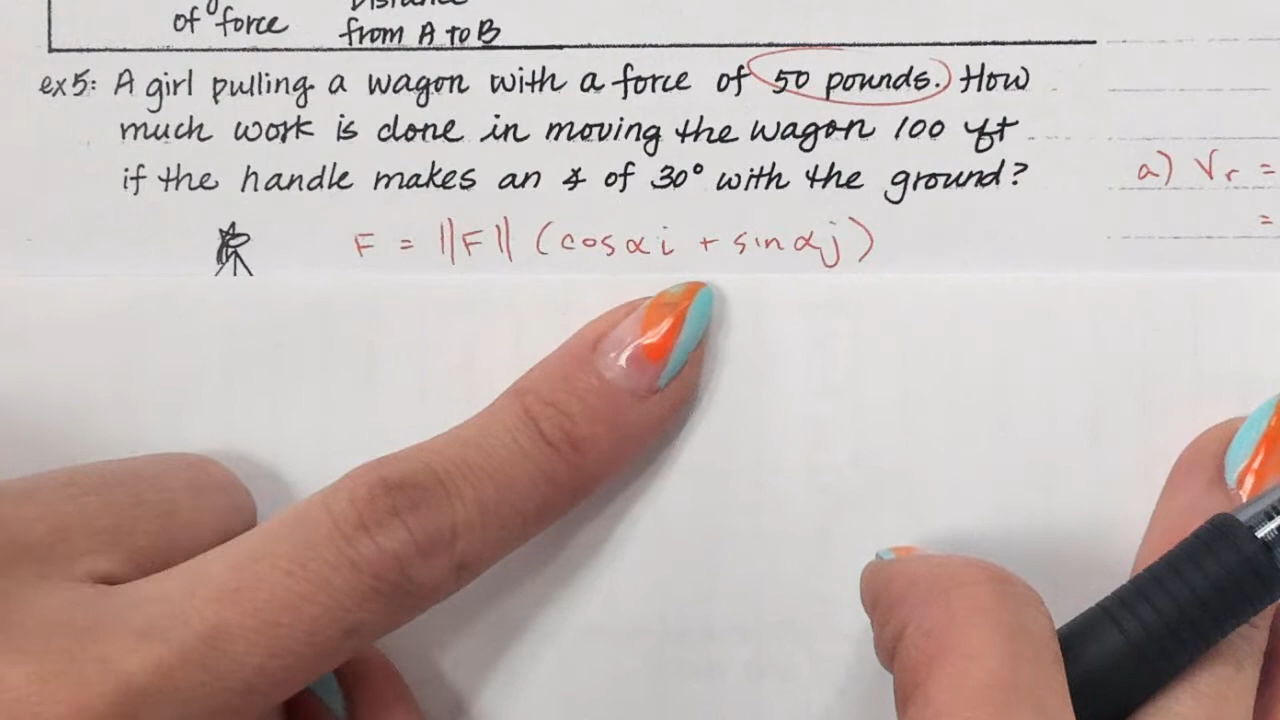 of force
Distance
from A to B
ex5: A girl pulling a wagon with a force of 50 pounds. How
much work is done in moving the wagon 100 ft
if the handle makes an ∡ of 30° with the ground?
F = ||F|| (cosαi + sinαj)
a) Vr =
=